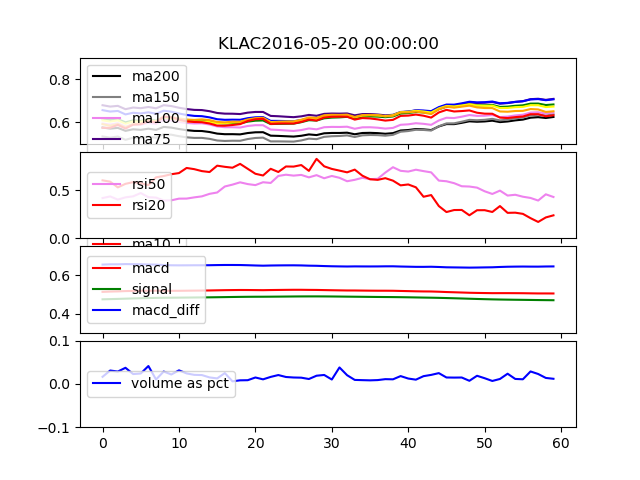 KLAC2016-05-20 00:00:00
0.8
0.6
ma200
ma150
ma100
ma75
0.5
0.0
rsi50
rsi20
ma10
0.6
0.4
macd
signal
macd_diff
0.1
0.0
−0.1
volume as pct
0 10 20 30 40 50 60